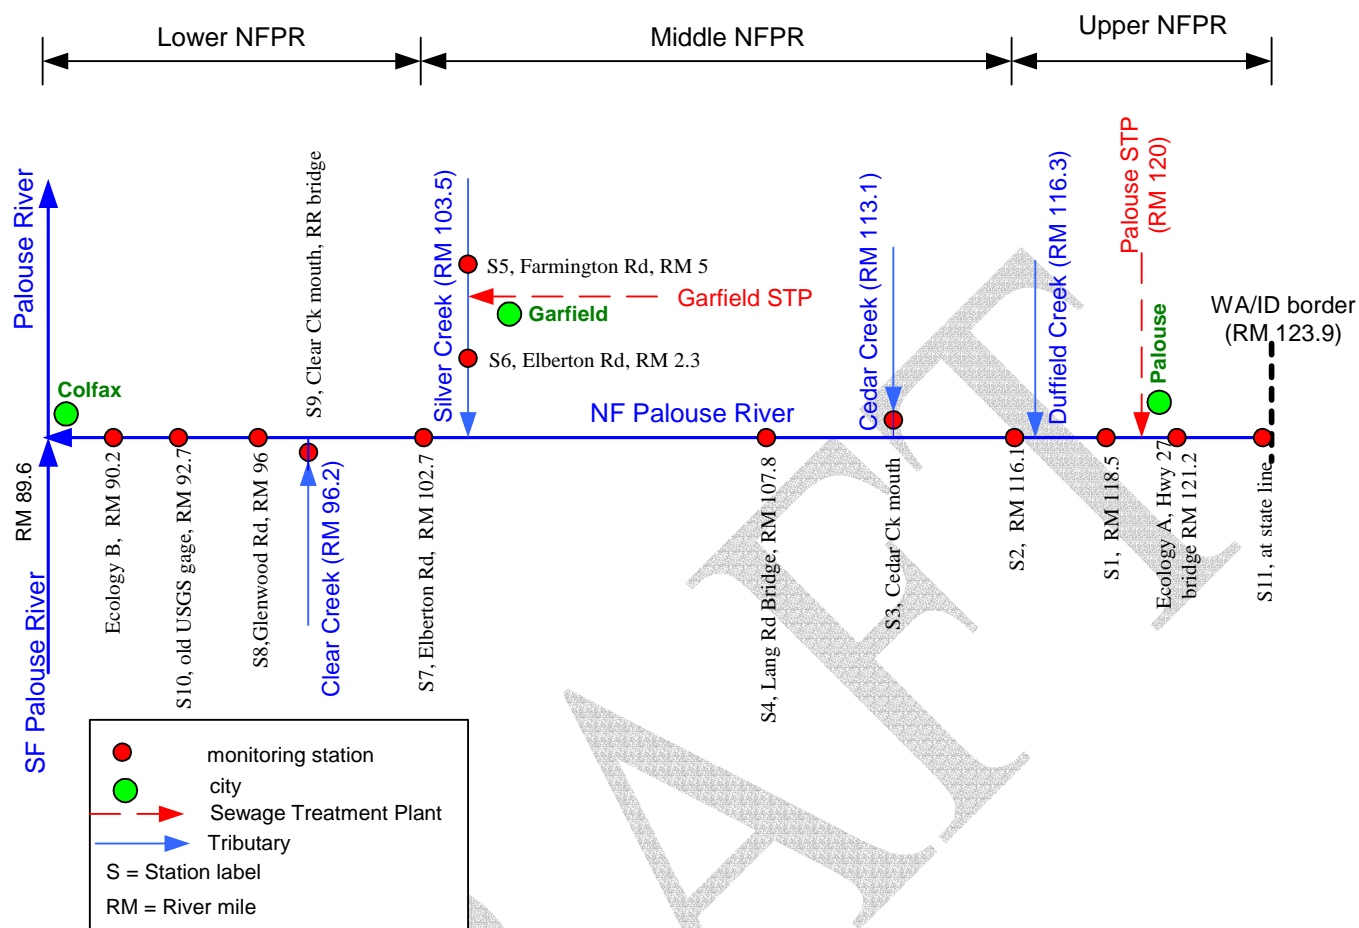 Lower NFPR
Middle NFPR
Upper NFPR
Palouse River
S9, Clear Ck mouth, RR bridge
Silver Creek (RM 103.5)
S5, Farmington Rd, RM 5
Garfield STP
Garfield
S6, Elberton Rd, RM 2.3
Cedar Creek (RM 113.1)
Duffield Creek (RM 116.3)
Palouse STP
(RM 120)
Palouse
WA/ID border
(RM 123.9)
Colfax
NF Palouse River
RM 89.6
SF Palouse River
Ecology B,  RM 90.2
S10, old USGS gage, RM 92.7
S8,Glenwood Rd, RM 96
Clear Creek (RM 96.2)
S7, Elberton Rd,  RM 102.7
S4, Lang Rd Bridge, RM 107.8
S3, Cedar Ck mouth
S2,  RM 116.1
S1,  RM 118.5
Ecology A, Hwy 27
bridge RM 121.2
S11, at state line
monitoring station
city
Sewage Treatment Plant
Tributary
S = Station label
RM = River mile
DRAFT